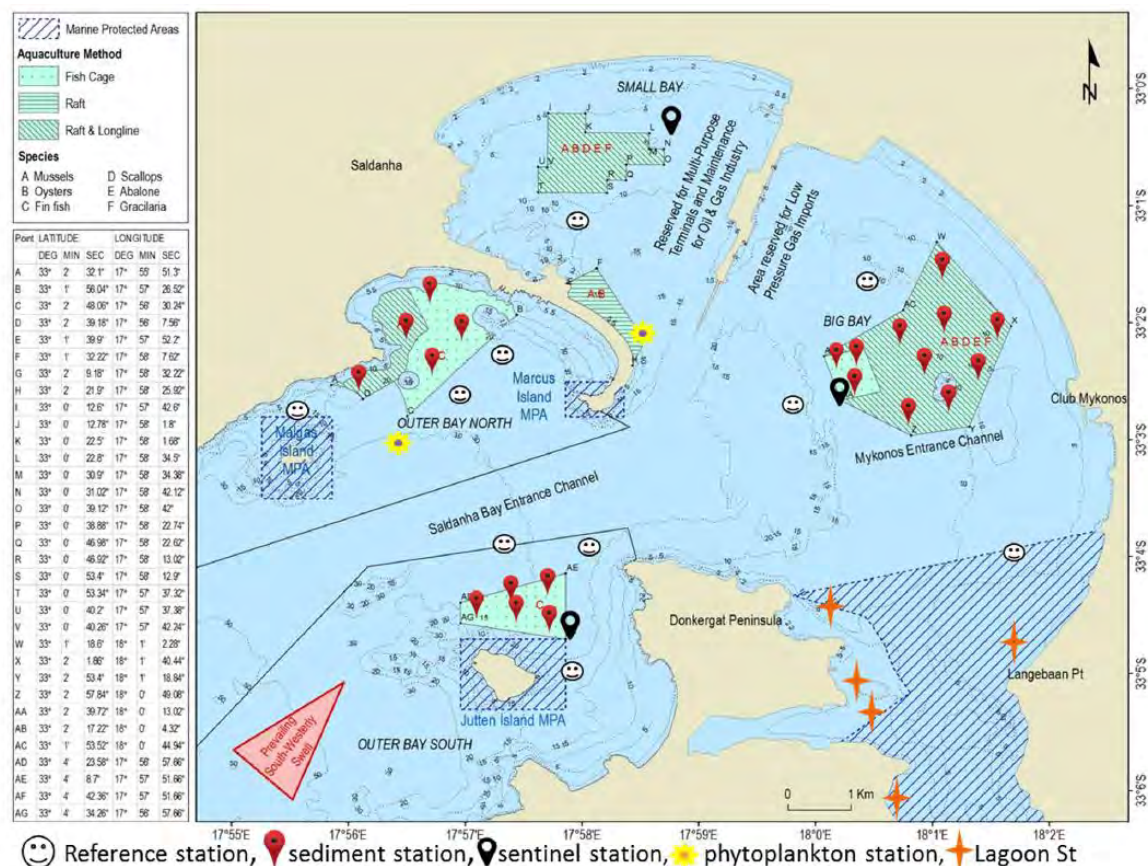 Marine Protected Areas
Aquaculture Method
Fish Cage
Raft
Raft & Longline
Species
A Mussels D Scallops
B Oysters E Abalone
C Fin fish F Gracilaria
Pont LATITUDE LONGITUDE
DEG MIN SEC DEG MIN SEC
A 33° 2' 32.1" 17° 55' 51.3"
B 33° 1' 56.04" 17° 57' 26.52"
C 33° 2' 48.06" 17° 56' 30.24"
D 33° 2' 39.18" 17° 56' 7.56"
E 33° 1' 39.9" 17° 57' 52.2"
F 33° 1' 32.22" 17° 58' 7.62"
G 33° 2' 9.18" 17° 58' 32.22"
H 33° 2' 21.9" 17° 58' 25.92"
I 33° 0' 12.6" 17° 57' 42.6"
J 33° 0' 12.78" 17° 58' 1.8"
K 33° 0' 22.5" 17° 58' 1.68"
L 33° 0' 22.8" 17° 58' 34.5"
M 33° 0' 30.9" 17° 58' 34.38"
N 33° 0' 31.02" 17° 58' 42.12"
O 33° 0' 39.12" 17° 58' 42"
P 33° 0' 38.88" 17° 58' 22.74"
Q 33° 0' 46.98" 17° 58' 22.62"
R 33° 0' 46.92" 17° 58' 13.02"
S 33° 0' 53.4" 17° 58' 12.9"
T 33° 0' 53.34" 17° 57' 37.32"
U 33° 0' 40.2" 17° 57' 37.38"
V 33° 0' 40.26" 17° 57' 42.24"
W 33° 1' 18.6" 18° 1' 2.28"
X 33° 2' 1.86" 18° 1' 40.44"
Y 33° 2' 53.4" 18° 1' 18.84"
Z 33° 2' 57.84" 18° 0' 49.08"
AA 33° 2' 39.72" 18° 0' 13.02"
AB 33° 2' 17.22" 18° 0' 4.32"
AC 33° 1' 53.52" 18° 0' 44.94"
AD 33° 4' 23.58" 17° 56' 57.66"
AE 33° 4' 8.7" 17° 57' 51.66"
AF 33° 4' 42.36" 17° 57' 51.66"
AG 33° 4' 34.26" 17° 56' 57.66"
N
SMALL BAY
Saldanha
A B D E F
Reserved for Multi-Purpose
Terminals and Maintenance
for Oil & Gas Industry
Area reserved for Low
Pressure Gas Imports
A-B
BIG BAY
A B D E F
Club Mykonos
Mykonos Entrance Channel
Marcus
Island
MPA
OUTER BAY NORTH
Malgas
Island
MPA
Saldanha Bay Entrance Channel
Donkergat Peninsula
Langebaan Pt
Jutten Island MPA
OUTER BAY SOUTH
Prevailing
South-Westerly
Swell
0 1 Km
33°0'S
33°1'S
33°2'S
33°3'S
33°4'S
33°5'S
33°6'S
17°55'E 17°56'E 17°57'E 17°58'E 17°59'E 18°0'E 18°1'E 18°2'E
Reference station, sediment station, sentinel station, phytoplankton station, Lagoon St